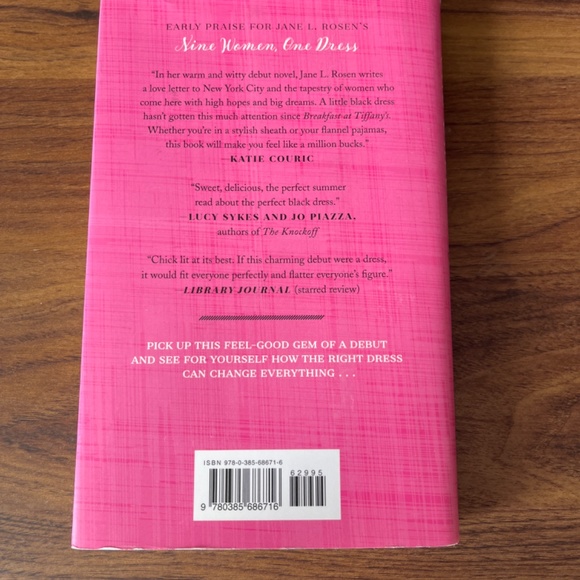 EARLY PRAISE FOR JANE L. ROSEN'S
Nine Women, One Dress
“In her warm and witty debut novel, Jane L. Rosen writes
a love letter to New York City and the tapestry of women who
come here with high hopes and big dreams. A little black dress
hasn't gotten this much attention since Breakfast at Tiffany's.
Whether you're in a stylish sheath or your flannel pajamas,
this book will make you feel like a million bucks.”
—KATIE COURIC
“Sweet, delicious, the perfect summer
read about the perfect black dress.”
—LUCY SYKES AND JO PIAZZA,
authors of The Knockoff
“Chick lit at its best. If this charming debut were a dress,
it would fit everyone perfectly and flatter everyone's figure.”
—LIBRARY JOURNAL (starred review)
PICK UP THIS FEEL-GOOD GEM OF A DEBUT
AND SEE FOR YOURSELF HOW THE RIGHT DRESS
CAN CHANGE EVERYTHING . . .
ISBN 978-0-385-68671-6
62995
9 780385 686716